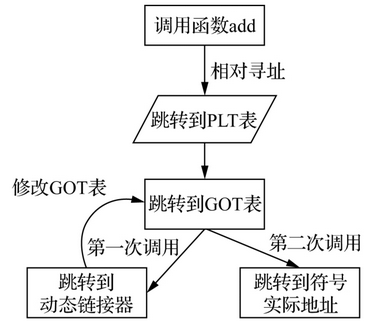 调用函数add
相对寻址
跳转到PLT表
修改GOT表
跳转到GOT表
第一次调用
第二次调用
跳转到
动态链接器
跳转到符号
实际地址